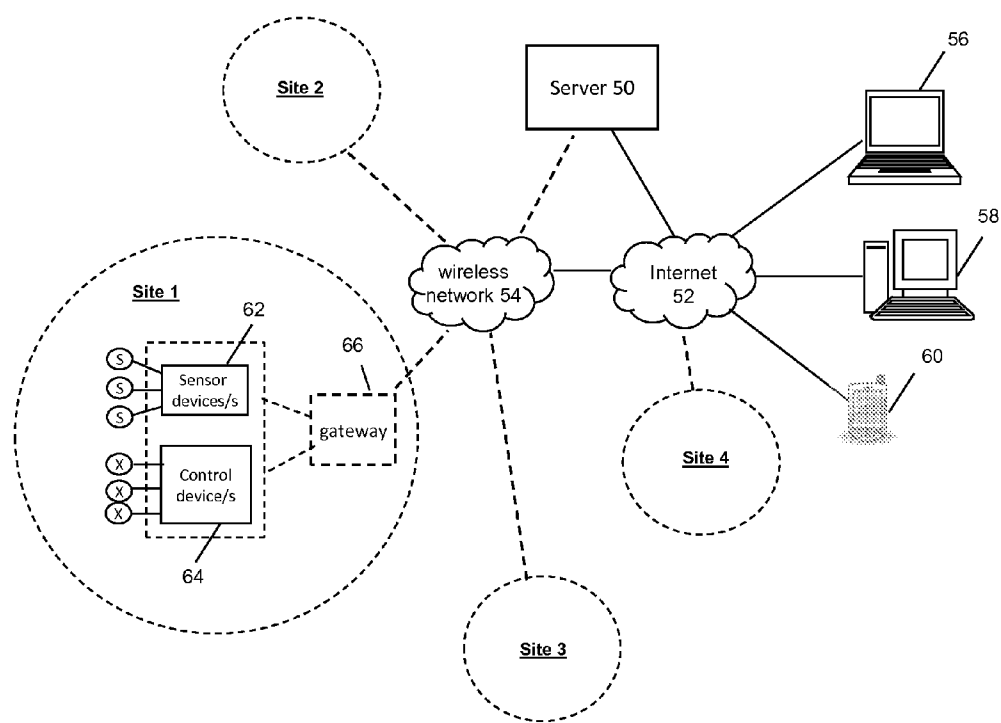 56
Site 2
Server 50
58
wireless
network 54
Internet
52
Site 1
62
66
60
S
S
S
Sensor
devices/s
gateway
Site 4
X
X
X
Control
device/s
64
Site 3